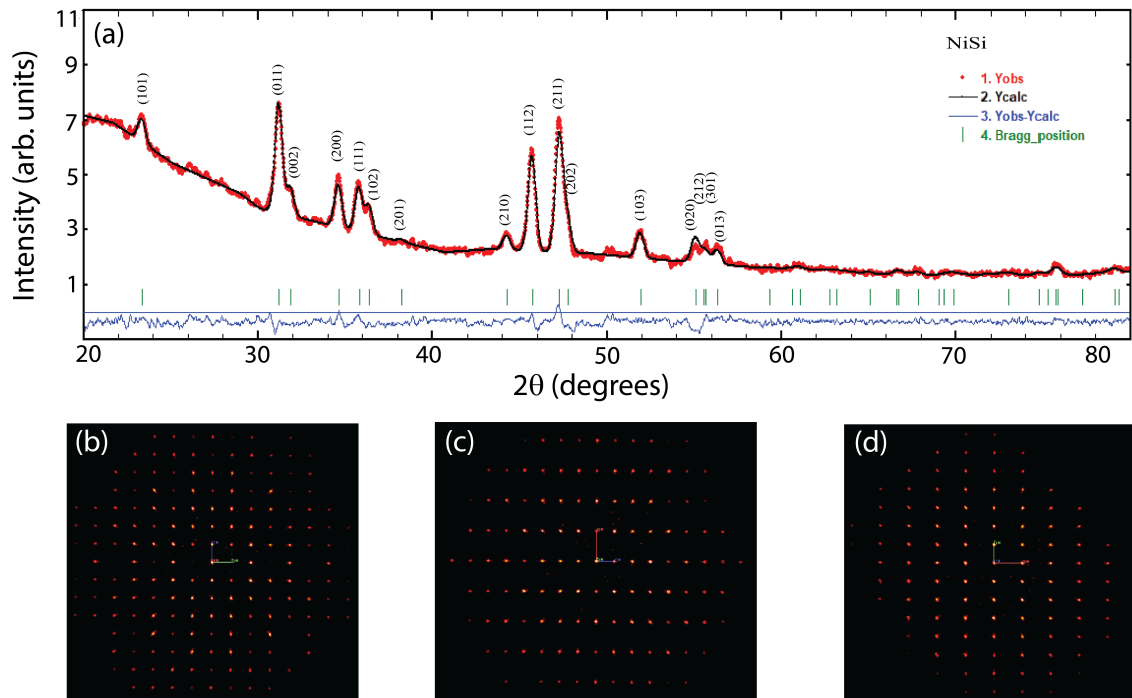 (a)
NiSi
1. Yobs
2. Ycalc
3. Yobs-Ycalc
4. Bragg_position
Intensity (arb. units)
11
9
7
5
3
1
(101)
(011)
(002)
(200)
(111)
(102)
(201)
(210)
(112)
(211)
(202)
(103)
(020)
(212)
(301)
(013)
20 30 40 50 60 70 80
2θ (degrees)
(b)
(c)
(d)